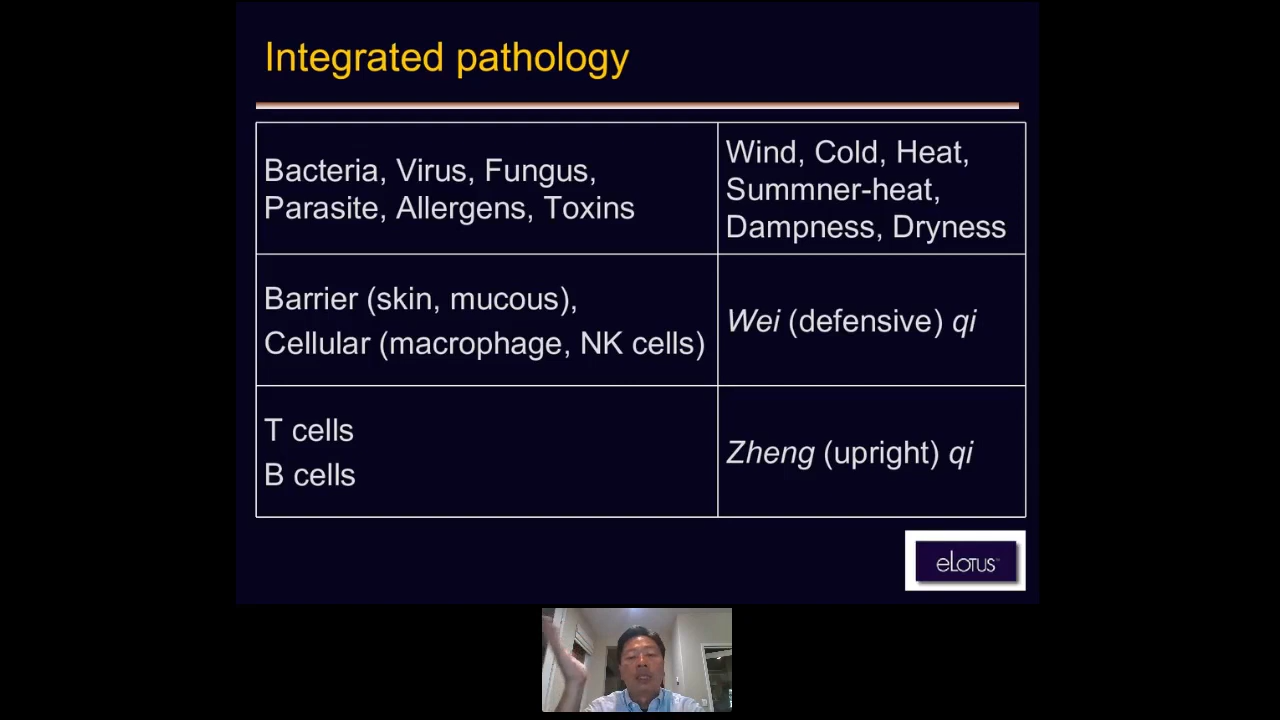 Integrated pathology
Bacteria, Virus, Fungus,
Parasite, Allergens, Toxins
Wind, Cold, Heat,
Summner-heat,
Dampness, Dryness
Barrier (skin, mucous),
Cellular (macrophage, NK cells)
Wei (defensive) qi
T cells
B cells
Zheng (upright) qi
eLOTUS